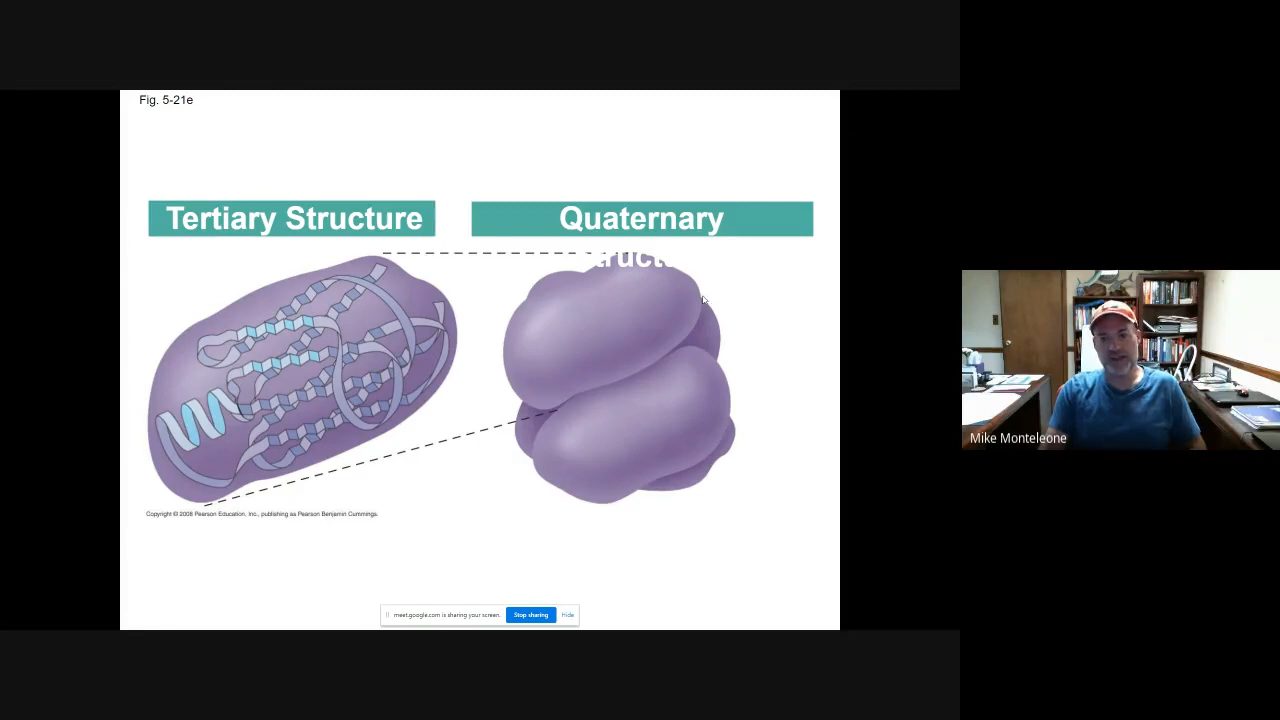 Fig. 5-21e
Tertiary Structure
Quaternary
Copyright © 2008 Pearson Education, Inc., publishing as Pearson Benjamin Cummings.
meet.google.com is sharing your screen.
Stop sharing
Hide
Mike Monteleone